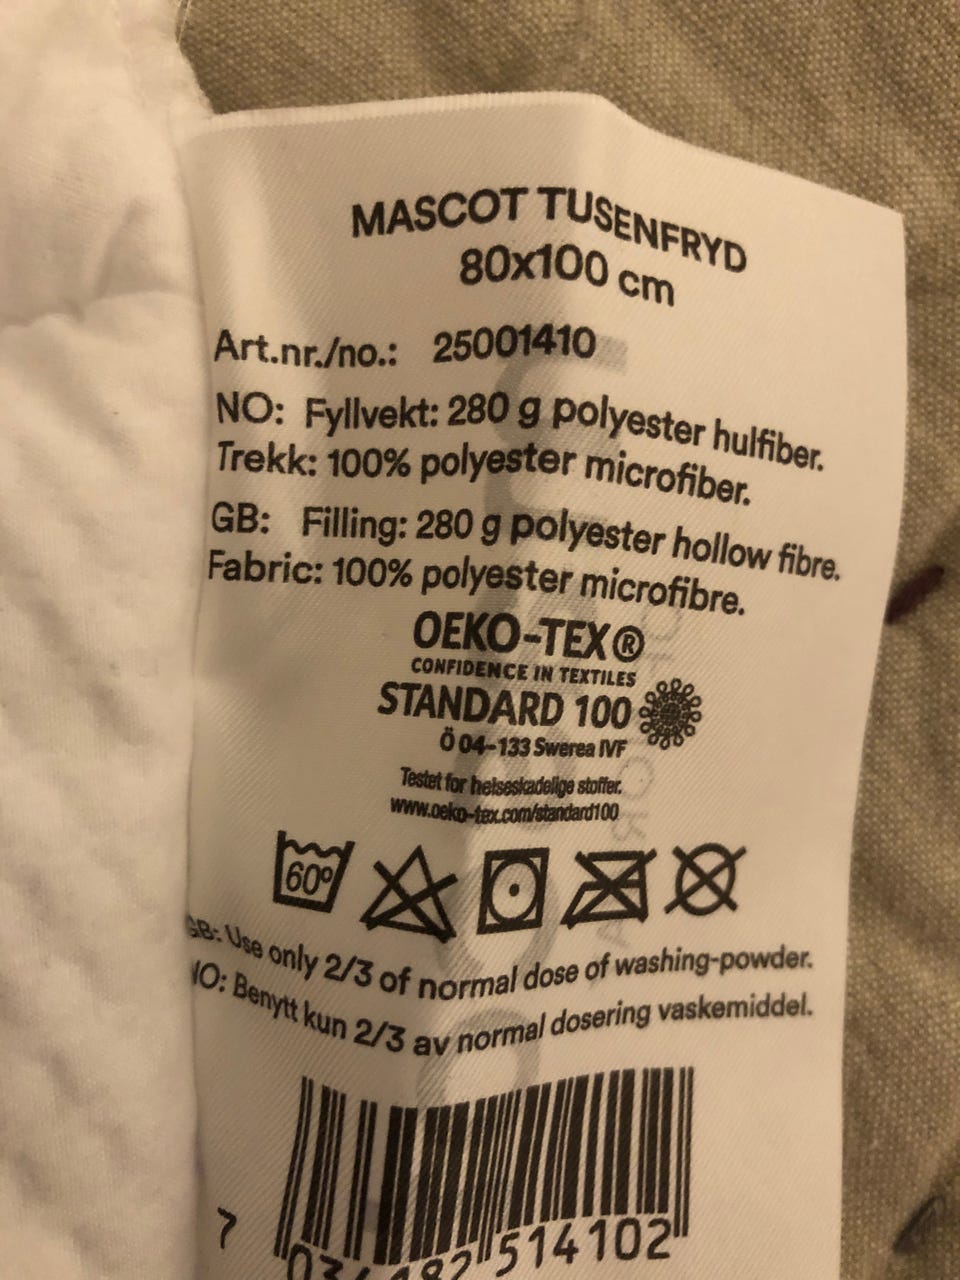 MASCOT TUSENFRYD
80x100 cm
Art.nr./no.: 25001410
NO: Fyllvekt: 280 g polyester hulfiber.
Trekk: 100% polyester microfiber.
GB: Filling: 280 g polyester hollow fibre.
Fabric: 100% polyester microfibre.
OEKO-TEX®
CONFIDENCE IN TEXTILES
STANDARD 100
Ö 04-133 Swerea IVF
Testet for helseskadelige stoffer.
www.oeko-tex.com/standard100
60º
GB: Use only 2/3 of normal dose of washing-powder.
NO: Benytt kun 2/3 av normal dosering vaskemiddel.
7 514102